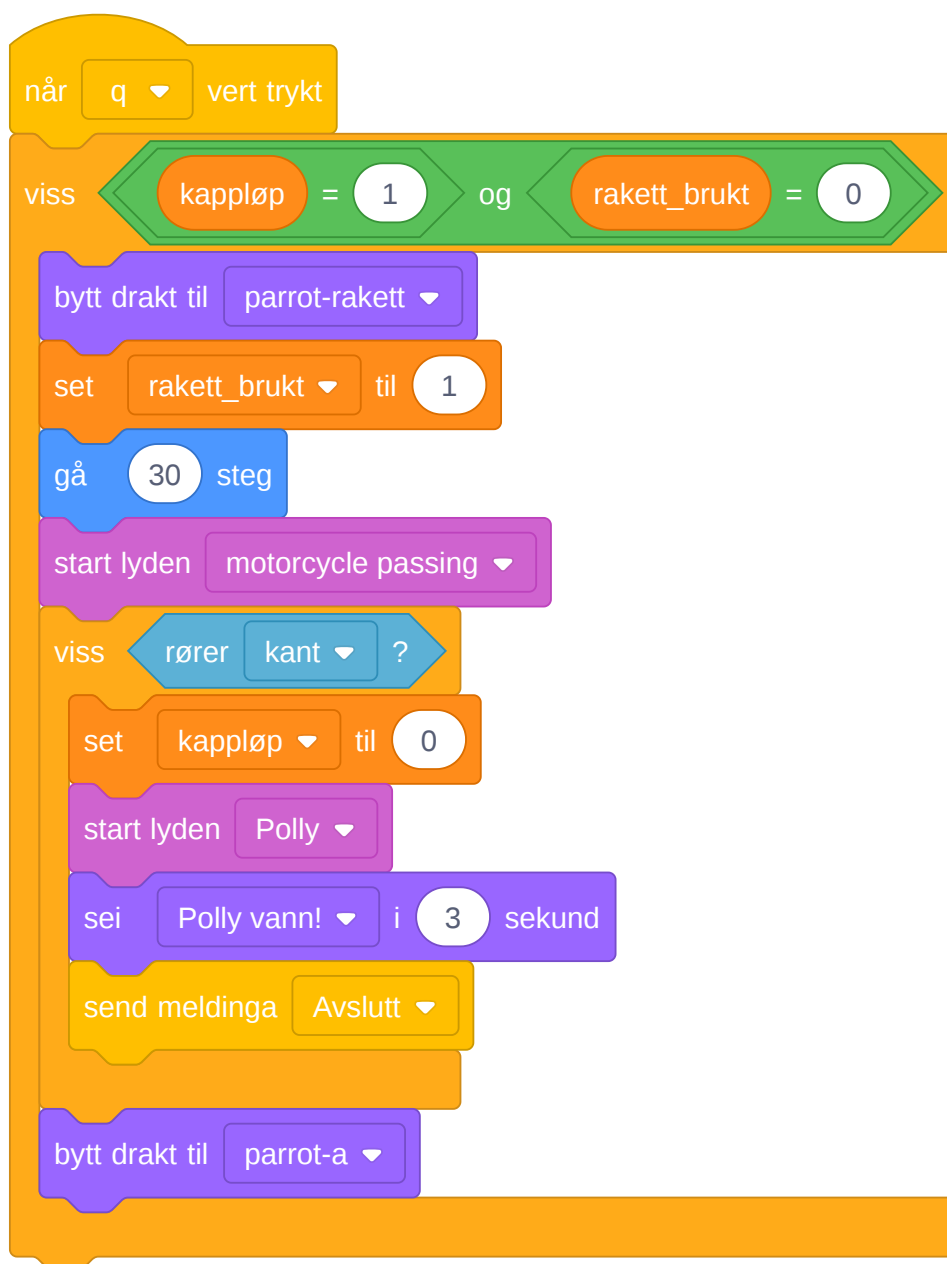 når q vert trykt
viss kappløp = 1 og rakett_brukt = 0
bytt drakt til parrot-rakett
set rakett_brukt til 1
gå 30 steg
start lyden motorcycle passing
viss rører kant ?
set kappløp til 0
start lyden Polly
sei Polly vann! i 3 sekund
send meldinga Avslutt
bytt drakt til parrot-a